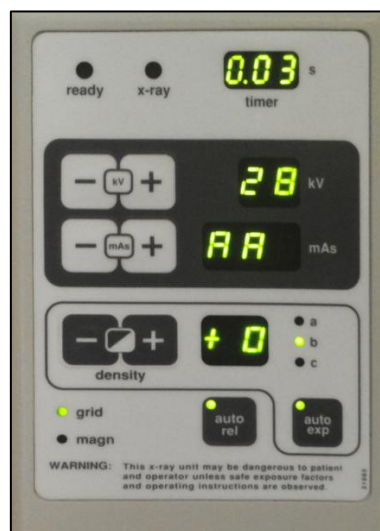 0.03 s
ready x-ray timer
− kV + 28 kV
− mAs + AA mAs
a
− + +0 b
c
density
grid
auto rel
auto exp
magn
WARNING: This x-ray unit may be dangerous to patient
and operator unless safe exposure factors
and operating instructions are observed.